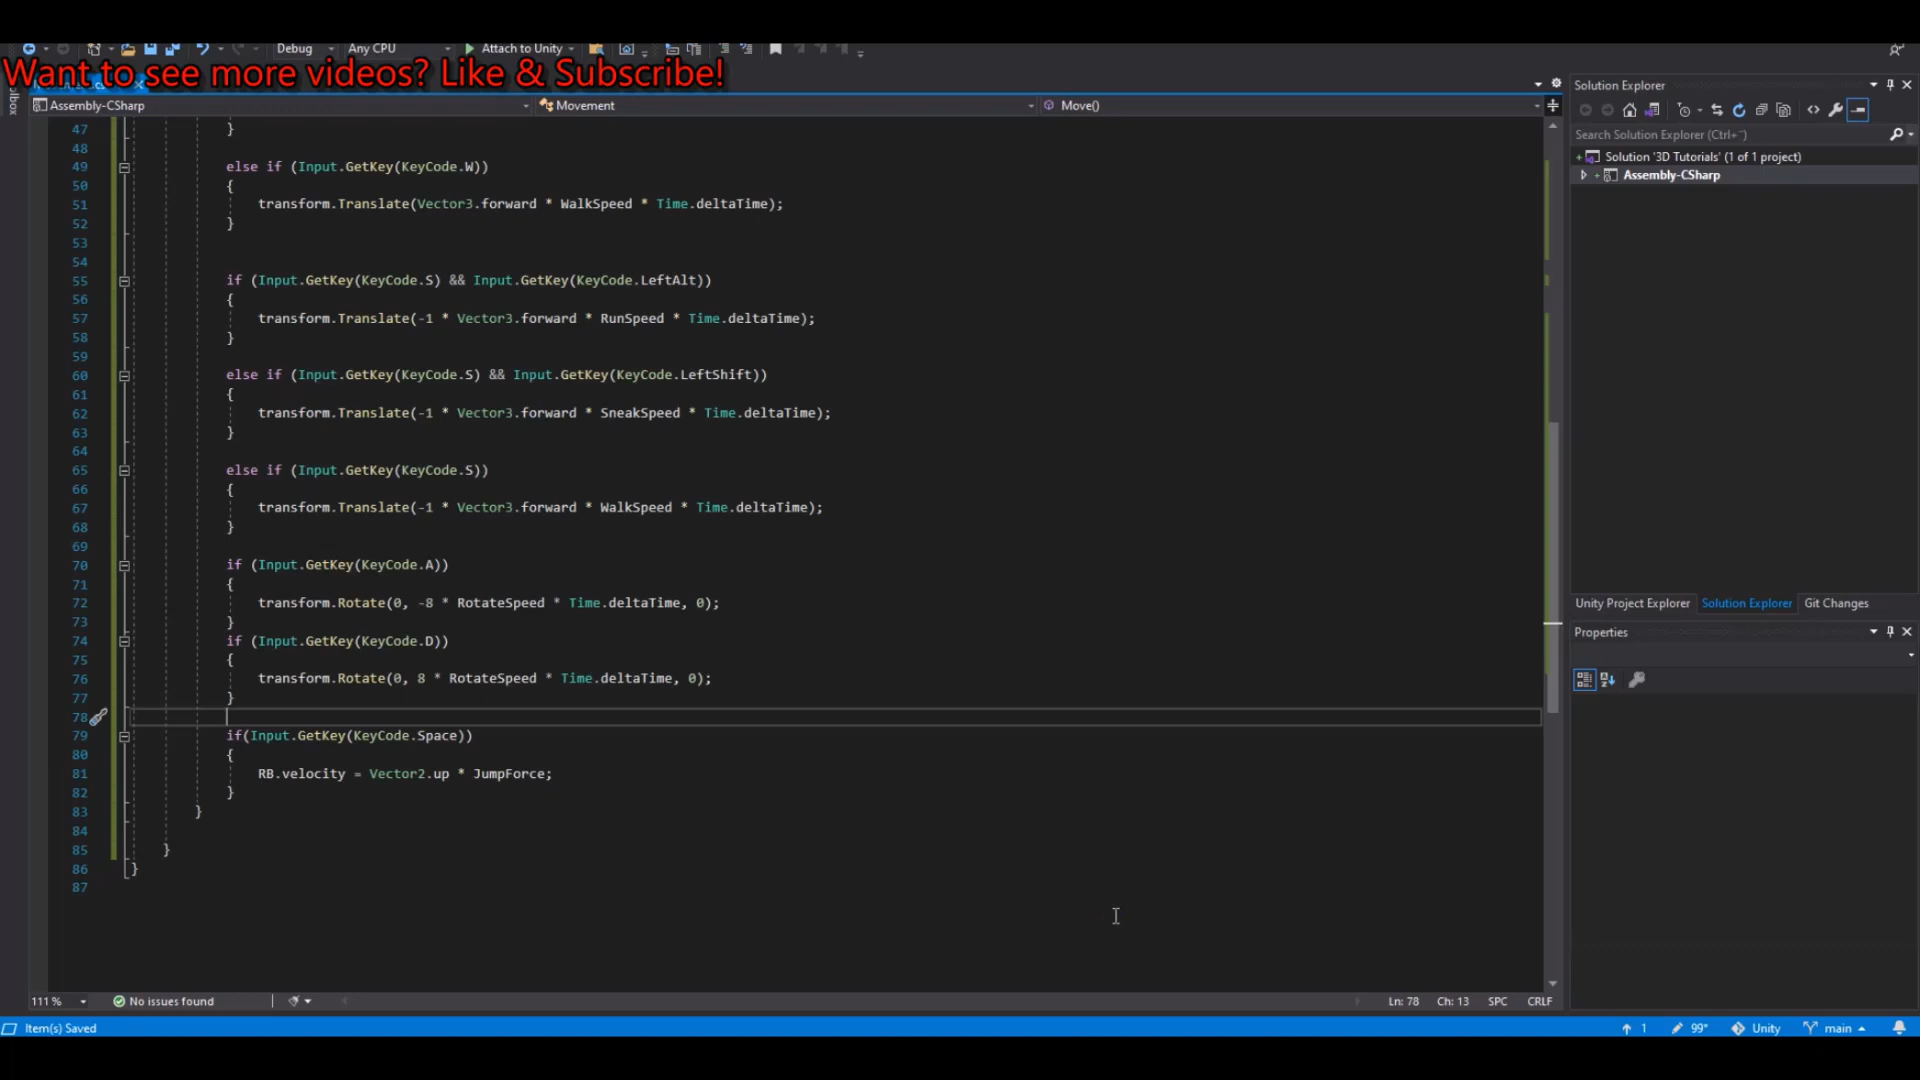 Debug
Any CPU
Attach to Unity
Want to see more videos? Like & Subscribe!
Assembly-CSharp
Movement
Move()
47 }
48
49 else if (Input.GetKey(KeyCode.W))
50 {
51 transform.Translate(Vector3.forward * WalkSpeed * Time.deltaTime);
52 }
53
54
55 if (Input.GetKey(KeyCode.S) && Input.GetKey(KeyCode.LeftAlt))
56 {
57 transform.Translate(-1 * Vector3.forward * RunSpeed * Time.deltaTime);
58 }
59
60 else if (Input.GetKey(KeyCode.S) && Input.GetKey(KeyCode.LeftShift))
61 {
62 transform.Translate(-1 * Vector3.forward * SneakSpeed * Time.deltaTime);
63 }
64
65 else if (Input.GetKey(KeyCode.S))
66 {
67 transform.Translate(-1 * Vector3.forward * WalkSpeed * Time.deltaTime);
68 }
69
70 if (Input.GetKey(KeyCode.A))
71 {
72 transform.Rotate(0, -8 * RotateSpeed * Time.deltaTime, 0);
73 }
74 if (Input.GetKey(KeyCode.D))
75 {
76 transform.Rotate(0, 8 * RotateSpeed * Time.deltaTime, 0);
77 }
78
79 if(Input.GetKey(KeyCode.Space))
80 {
81 RB.velocity = Vector2.up * JumpForce;
82 }
83 }
84
85 }
86 }
87
111 %
No issues found
Ln: 78 Ch: 13 SPC CRLF
Item(s) Saved
1 99* Unity main
Solution Explorer
Search Solution Explorer (Ctrl+¨)
Solution '3D Tutorials' (1 of 1 project)
Assembly-CSharp
Unity Project Explorer Solution Explorer Git Changes
Properties